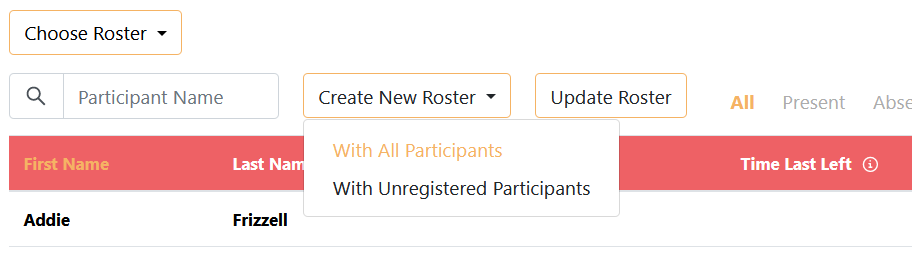 Choose Roster
Participant Name Create New Roster Update Roster All Present Abse
First Name Last Nam Time Last Left
With All Participants
With Unregistered Participants
Addie Frizzell